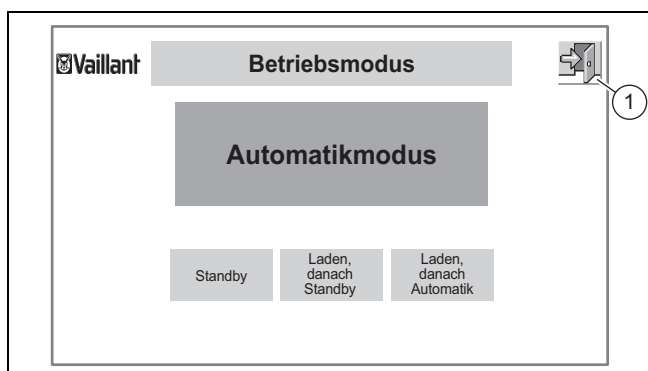 Vaillant
Betriebsmodus
1
Automatikmodus
Standby
Laden,
danach
Standby
Laden,
danach
Automatik